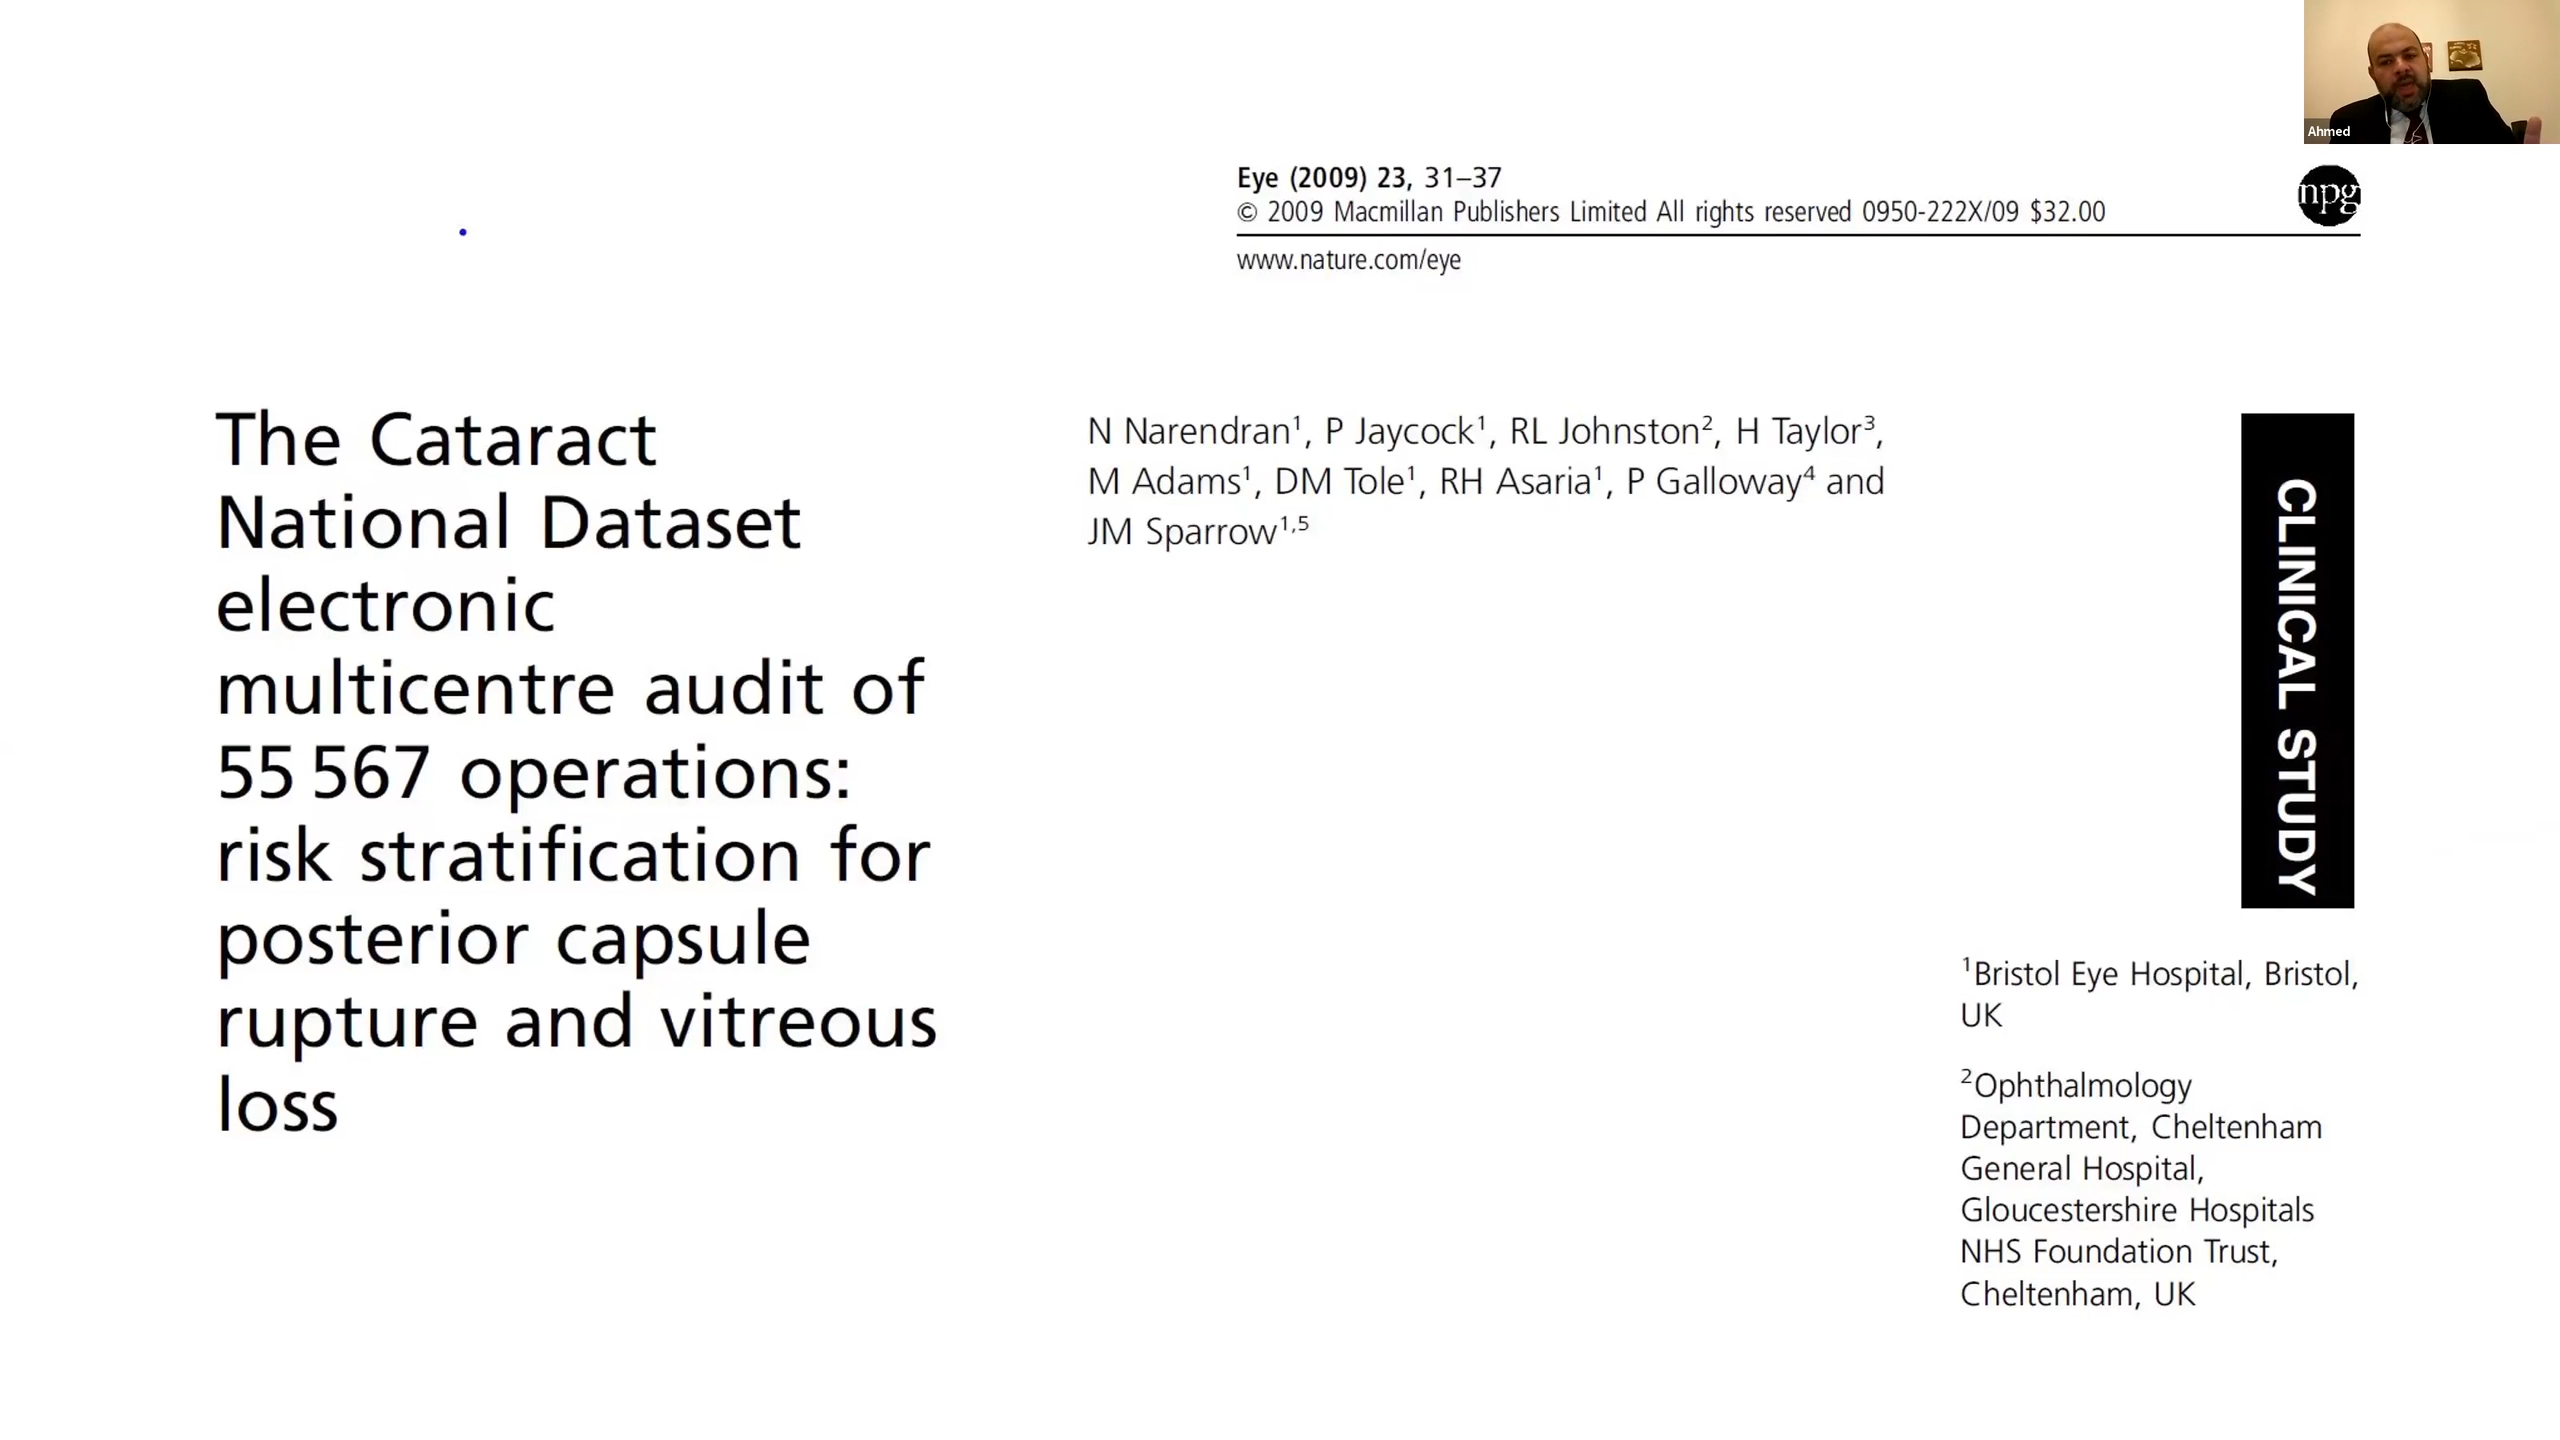 Ahmed
Eye (2009) 23, 31–37
© 2009 Macmillan Publishers Limited All rights reserved 0950-222X/09 $32.00
npg
www.nature.com/eye
The Cataract
National Dataset
electronic
multicentre audit of
55 567 operations:
risk stratification for
posterior capsule
rupture and vitreous
loss
N Narendran¹, P Jaycock¹, RL Johnston², H Taylor³,
M Adams¹, DM Tole¹, RH Asaria¹, P Galloway⁴ and
JM Sparrow¹,⁵
CLINICAL STUDY
¹Bristol Eye Hospital, Bristol,
UK
²Ophthalmology
Department, Cheltenham
General Hospital,
Gloucestershire Hospitals
NHS Foundation Trust,
Cheltenham, UK